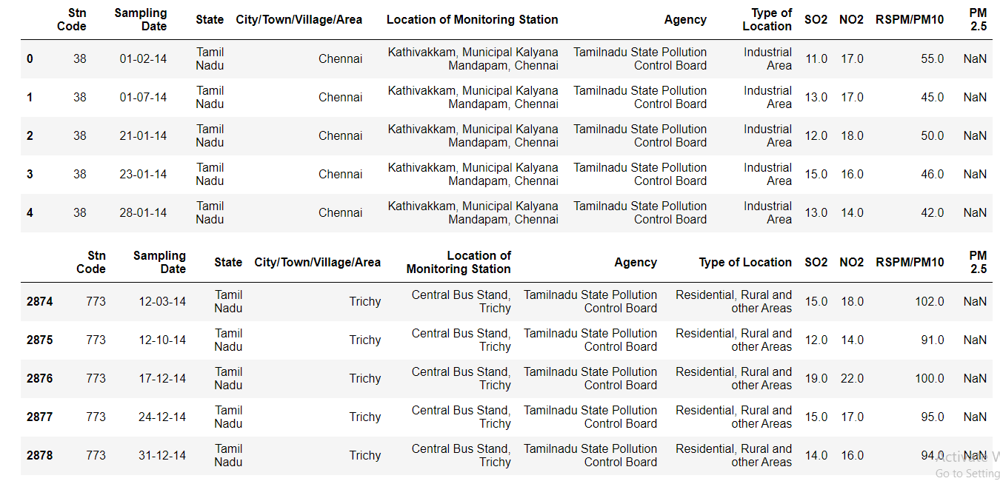 Stn Code Sampling Date State City/Town/Village/Area Location of Monitoring Station Agency Type of Location SO2 NO2 RSPM/PM10 PM 2.5
0 38 01-02-14 Tamil Nadu Chennai Kathivakkam, Municipal Kalyana Mandapam, Chennai Tamilnadu State Pollution Control Board Industrial Area 11.0 17.0 55.0 NaN
1 38 01-07-14 Tamil Nadu Chennai Kathivakkam, Municipal Kalyana Mandapam, Chennai Tamilnadu State Pollution Control Board Industrial Area 13.0 17.0 45.0 NaN
2 38 21-01-14 Tamil Nadu Chennai Kathivakkam, Municipal Kalyana Mandapam, Chennai Tamilnadu State Pollution Control Board Industrial Area 12.0 18.0 50.0 NaN
3 38 23-01-14 Tamil Nadu Chennai Kathivakkam, Municipal Kalyana Mandapam, Chennai Tamilnadu State Pollution Control Board Industrial Area 15.0 16.0 46.0 NaN
4 38 28-01-14 Tamil Nadu Chennai Kathivakkam, Municipal Kalyana Mandapam, Chennai Tamilnadu State Pollution Control Board Industrial Area 13.0 14.0 42.0 NaN
Stn Code Sampling Date State City/Town/Village/Area Location of Monitoring Station Agency Type of Location SO2 NO2 RSPM/PM10 PM 2.5
2874 773 12-03-14 Tamil Nadu Trichy Central Bus Stand, Trichy Tamilnadu State Pollution Control Board Residential, Rural and other Areas 15.0 18.0 102.0 NaN
2875 773 12-10-14 Tamil Nadu Trichy Central Bus Stand, Trichy Tamilnadu State Pollution Control Board Residential, Rural and other Areas 12.0 14.0 91.0 NaN
2876 773 17-12-14 Tamil Nadu Trichy Central Bus Stand, Trichy Tamilnadu State Pollution Control Board Residential, Rural and other Areas 19.0 22.0 100.0 NaN
2877 773 24-12-14 Tamil Nadu Trichy Central Bus Stand, Trichy Tamilnadu State Pollution Control Board Residential, Rural and other Areas 15.0 17.0 95.0 NaN
2878 773 31-12-14 Tamil Nadu Trichy Central Bus Stand, Trichy Tamilnadu State Pollution Control Board Residential, Rural and other Areas 14.0 16.0 94.0 NaN
Activate W
Go to Setting